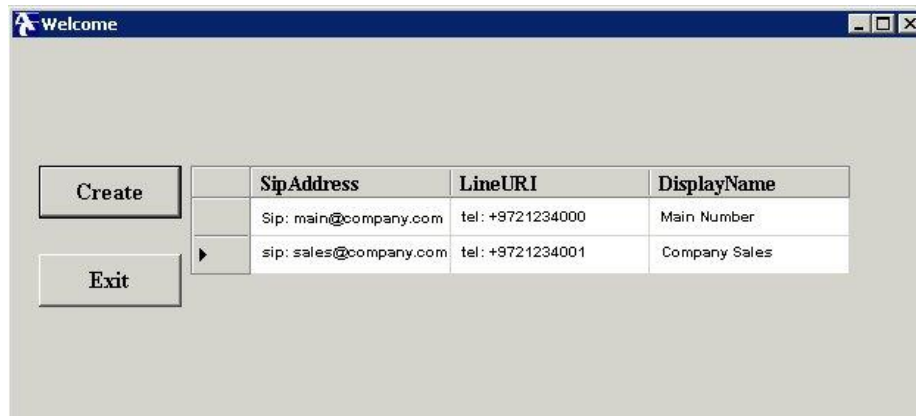 Welcome
Create
Exit
SipAddress LineURI DisplayName
Sip: main@company.com tel: +9721234000 Main Number
sip: sales@company.com tel: +9721234001 Company Sales